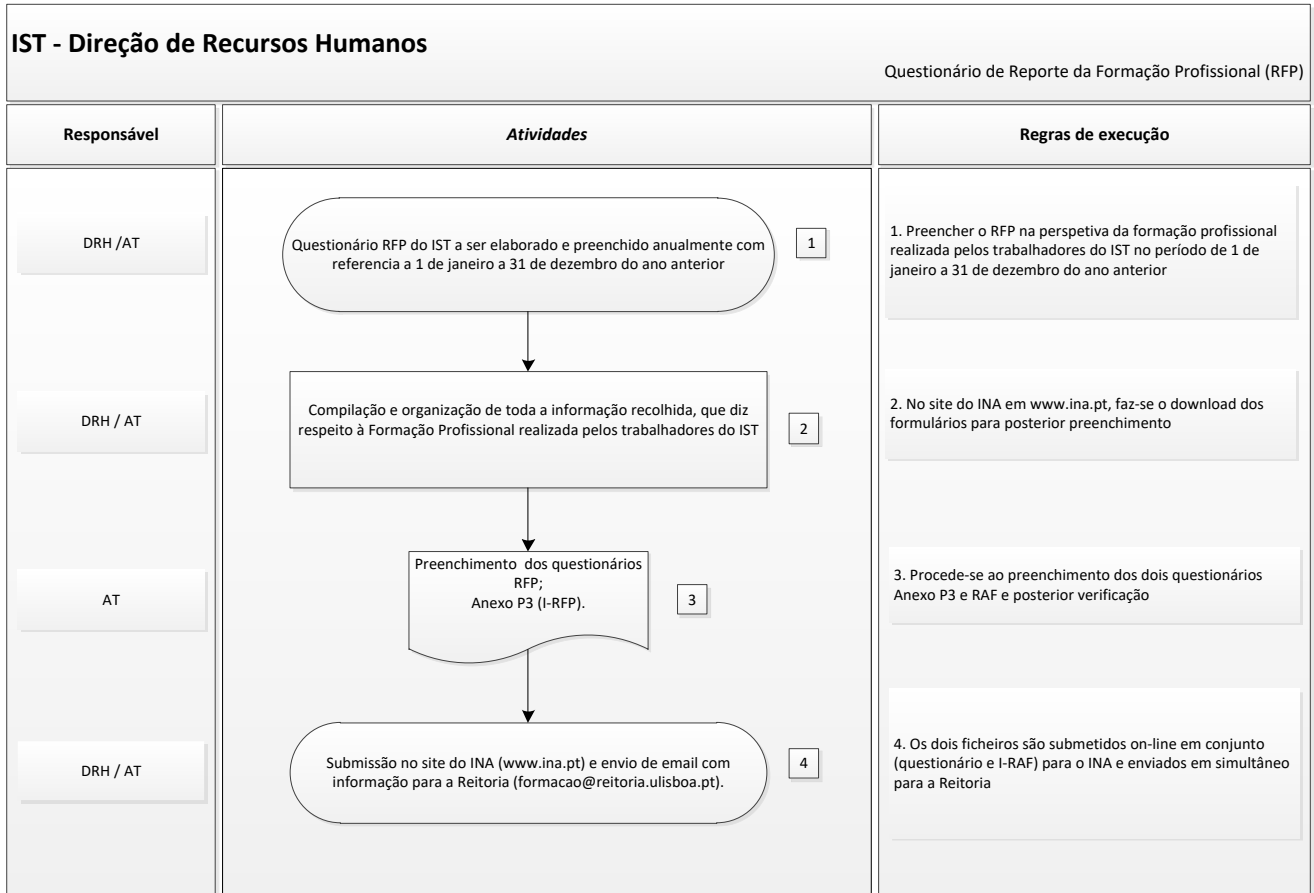 IST - Direção de Recursos Humanos
Questionário de Reporte da Formação Profissional (RFP)
Responsável
Atividades
Regras de execução
DRH /AT
Questionário RFP do IST a ser elaborado e preenchido anualmente com
referencia a 1 de janeiro a 31 de dezembro do ano anterior
1
1. Preencher o RFP na perspetiva da formação profissional
realizada pelos trabalhadores do IST no período de 1 de
janeiro a 31 de dezembro do ano anterior
DRH / AT
Compilação e organização de toda a informação recolhida, que diz
respeito à Formação Profissional realizada pelos trabalhadores do IST
2
2. No site do INA em www.ina.pt, faz-se o download dos
formulários para posterior preenchimento
AT
Preenchimento dos questionários
RFP;
Anexo P3 (I-RFP).
3
3. Procede-se ao preenchimento dos dois questionários
Anexo P3 e RAF e posterior verificação
DRH / AT
Submissão no site do INA (www.ina.pt) e envio de email com
informação para a Reitoria (formacao@reitoria.ulisboa.pt).
4
4. Os dois ficheiros são submetidos on-line em conjunto
(questionário e I-RAF) para o INA e enviados em simultâneo
para a Reitoria